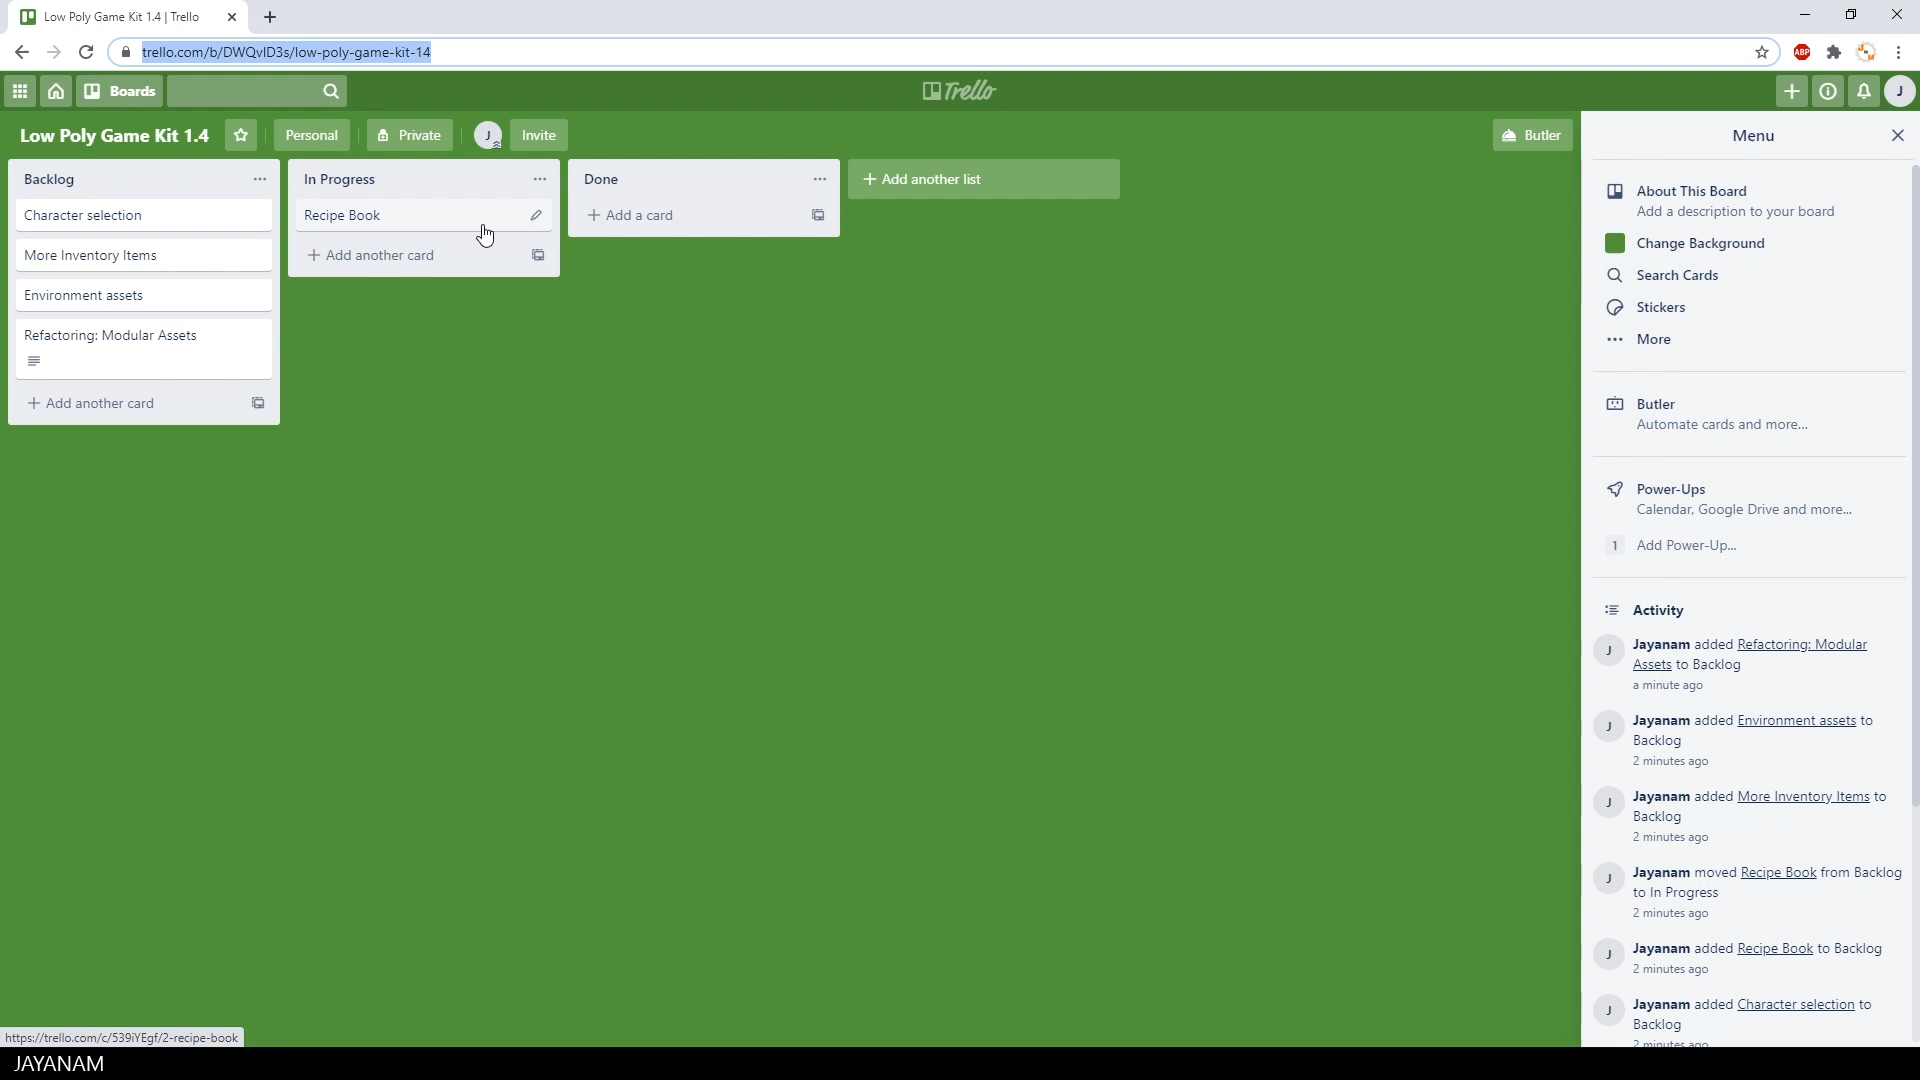 Low Poly Game Kit 1.4 | Trello
trello.com/b/DWQvID3s/low-poly-game-kit-14
ABP
Boards
Trello
J
Low Poly Game Kit 1.4
Personal
Private
J
Invite
Butler
Backlog
Character selection
More Inventory Items
Environment assets
Refactoring: Modular Assets
Add another card
In Progress
Recipe Book
Add another card
Done
Add a card
Add another list
Menu
About This Board
Add a description to your board
Change Background
Search Cards
Stickers
More
Butler
Automate cards and more...
Power-Ups
Calendar, Google Drive and more...
1 Add Power-Up...
Activity
J
Jayanam added Refactoring: Modular
Assets to Backlog
a minute ago
J
Jayanam added Environment assets to
Backlog
2 minutes ago
J
Jayanam added More Inventory Items to
Backlog
2 minutes ago
J
Jayanam moved Recipe Book from Backlog
to In Progress
2 minutes ago
J
Jayanam added Recipe Book to Backlog
2 minutes ago
J
Jayanam added Character selection to
Backlog
2 minutes ago
https://trello.com/c/539iYEgf/2-recipe-book
JAYANAM